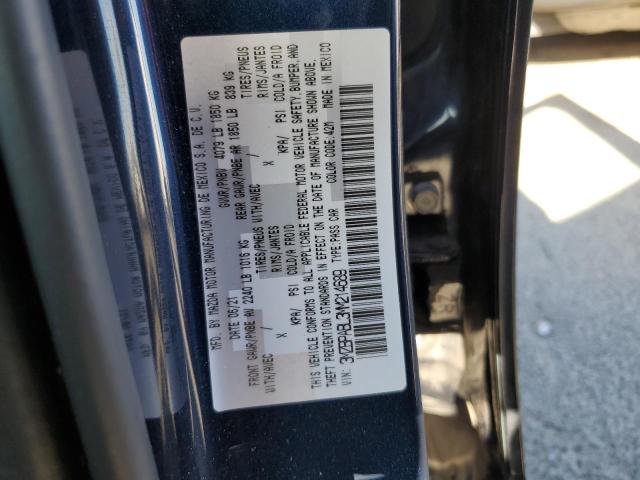 MFD. BY MAZDA MOTOR MANUFACTURING DE MEXICO S.A. DE C.V.
DATE 06/21 GVWR/PNBV 4079 LB 1850 KG
FRONT GAWR/PNBE AV 2240 LB 1016 KG REAR GAWR/PNBE AR 1850 LB 839 KG
WITH/AVEC TIRES/PNEUS WITH/AVEC TIRES/PNEUS
/ RIMS/JANTES / RIMS/JANTES
X KPA/ PSI COLD/A FROID X KPA/ PSI COLD/A FROID
THIS VEHICLE CONFORMS TO ALL APPLICABLE FEDERAL MOTOR VEHICLE SAFETY, BUMPER, AND
THEFT PREVENTION STANDARDS IN EFFECT ON THE DATE OF MANUFACTURE SHOWN ABOVE.
VIN: TYPE:PASS CAR COLOR CODE:42M MADE IN MEXICO